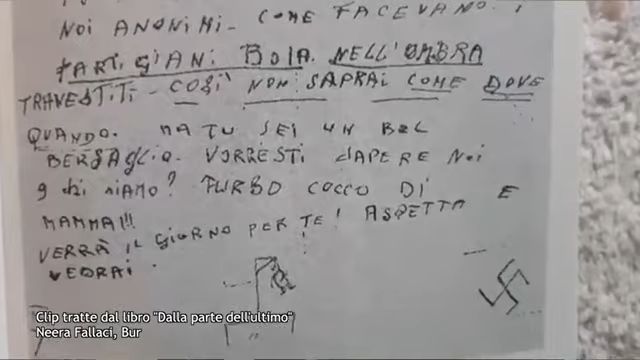 NOI ANONIMI - COME FACEVANO. I
PARTIGIANI BOIA. NELL'OMBRA
TRAVESTITI - COSI' NON SAPRAI COME DOVE
QUANDO. MA TU SEI UN BEL
BERSAGLIO. VORRESTI SAPERE NOI
chi siamo? FURBO COCCO DI
MAMMA!!!
VERRÀ IL GIORNO PER TE! ASPETTA E
VEDRAI.
Clip tratte dal libro "Dalla parte dell'ultimo"
Neera Fallaci, Bur